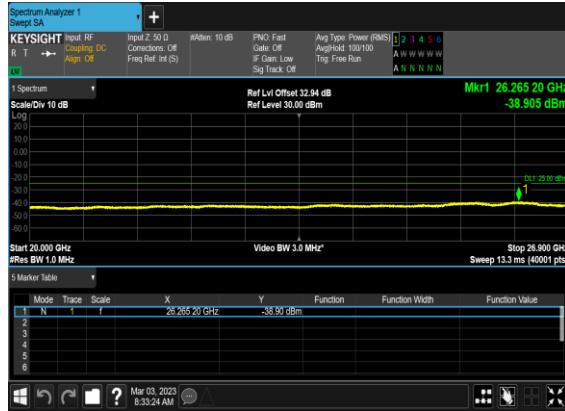 Spectrum Analyzer 1
Swept SA
+
KEYSIGHT Input: RF Input Z: 50 Ω #Atten: 10 dB PNO: Fast Avg Type: Power (RMS) 1 2 3 4 5 6
R T Coupling: DC Corrections: Off Gate: Off Avg|Hold: 100/100 A W W W W W
Align: Off Freq Ref: Int (S) IF Gain: Low Trig: Free Run
Sig Track: Off A N N N N N
LXI
1 Spectrum Ref Lvl Offset 32.94 dB Mkr1 26.265 20 GHz
Scale/Div 10 dB Ref Level 30.00 dBm -38.905 dBm
Log
20.0
10.0
0.00
-10.0
-20.0
DL1 -25.00 dBm
-30.0
1
-40.0
-50.0
-60.0
Start 20.000 GHz Video BW 3.0 MHz* Stop 26.900 GHz
#Res BW 1.0 MHz Sweep 13.3 ms (40001 pts
5 Marker Table
Mode Trace Scale X Y Function Function Width Function Value
1 N 1 f 26.265 20 GHz -38.90 dBm
2
3
4
5
6
? Mar 03, 2023
8:33:24 AM